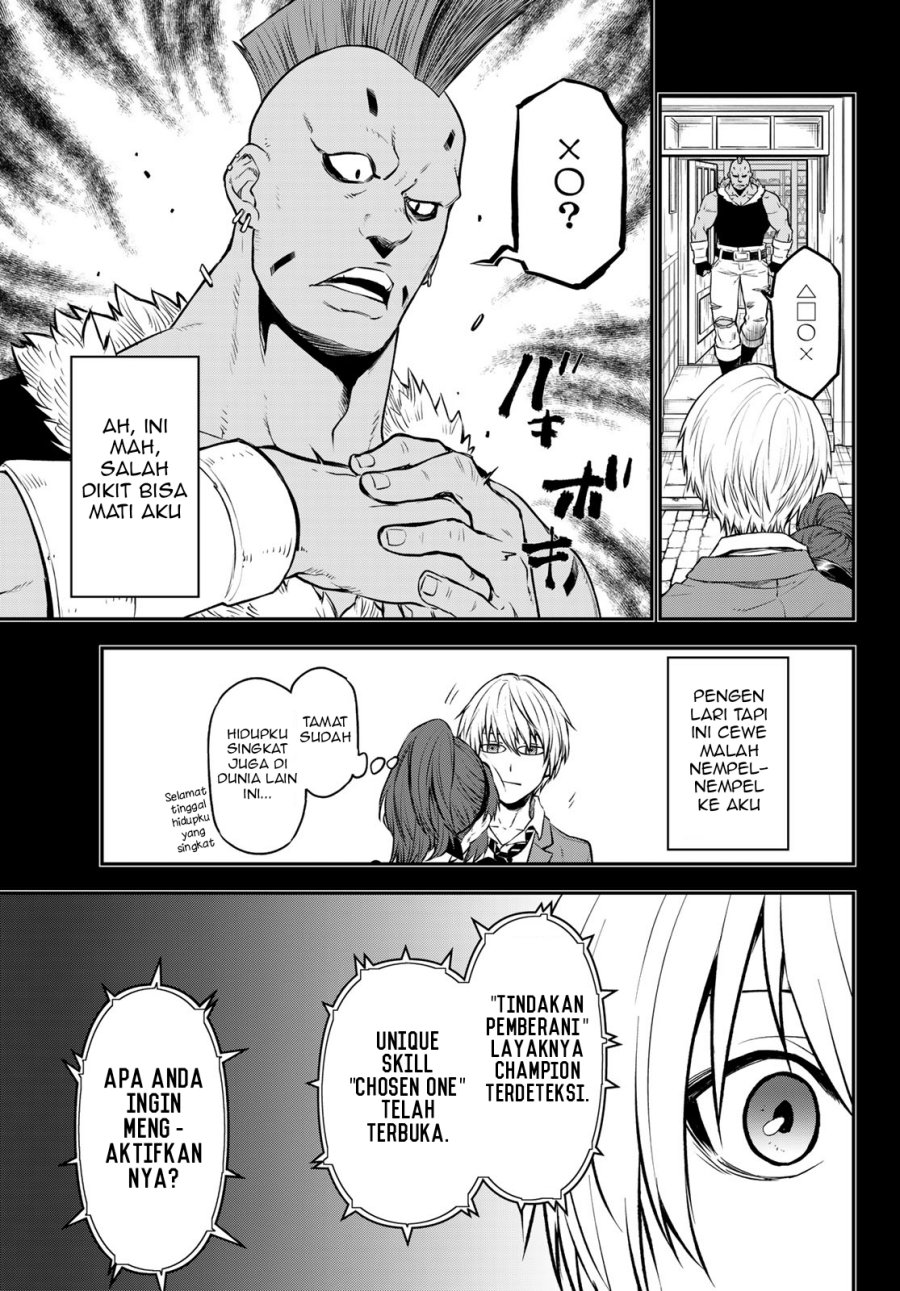 △□○×
×○?
バキ
ボキ
AH, INI
MAH,
SALAH
DIKIT BISA
MATI AKU
PENGEN
LARI TAPI
INI CEWE
MALAH
NEMPEL-
NEMPEL
KE AKU
TAMAT
SUDAH
HIDUPKU
SINGKAT
JUGA DI
DUNIA LAIN
INI...
Selamat
tinggal
hidupku
yang
singkat
"TINDAKAN
PEMBERANI"
LAYAKNYA
CHAMPION
TERDETEKSI.
UNIQUE
SKILL
"CHOSEN ONE"
TELAH
TERBUKA.
APA ANDA
INGIN
MENG -
AKTIFKAN
NYA?